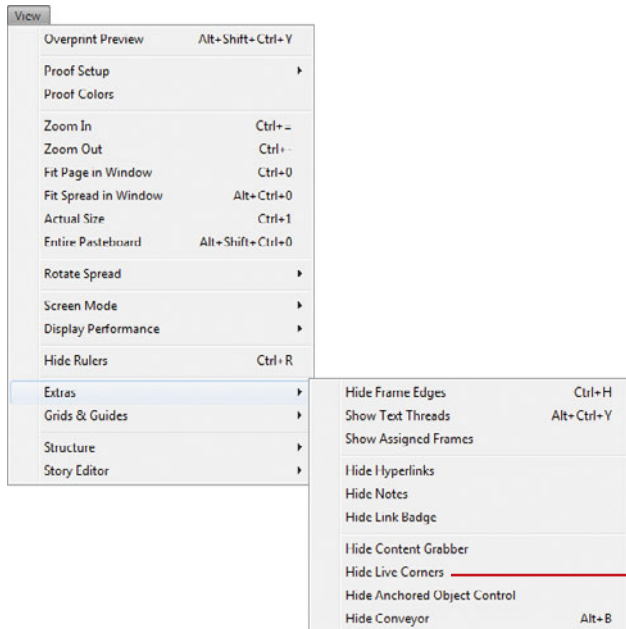 View
Overprint Preview Alt+Shift+Ctrl+Y
Proof Setup
Proof Colors
Zoom In Ctrl+=
Zoom Out Ctrl+-
Fit Page in Window Ctrl+0
Fit Spread in Window Alt+Ctrl+0
Actual Size Ctrl+1
Entire Pasteboard Alt+Shift+Ctrl+0
Rotate Spread
Screen Mode
Display Performance
Hide Rulers Ctrl+R
Extras
Grids & Guides
Structure
Story Editor
Hide Frame Edges Ctrl+H
Show Text Threads Alt+Ctrl+Y
Show Assigned Frames
Hide Hyperlinks
Hide Notes
Hide Link Badge
Hide Content Grabber
Hide Live Corners
Hide Anchored Object Control
Hide Conveyor Alt+B